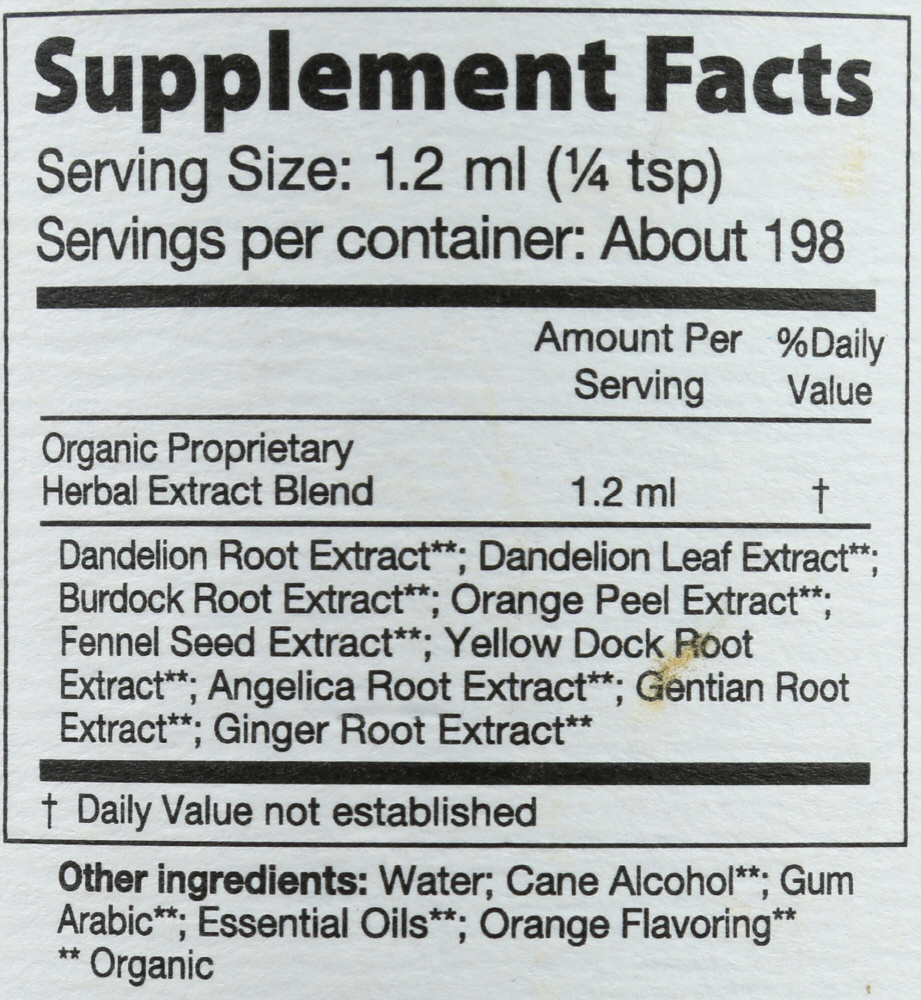 Supplement Facts
Serving Size: 1.2 ml (¼ tsp)
Servings per container: About 198
Amount Per %Daily
Serving Value
Organic Proprietary
Herbal Extract Blend 1.2 ml †
Dandelion Root Extract**; Dandelion Leaf Extract**;
Burdock Root Extract**; Orange Peel Extract**;
Fennel Seed Extract**; Yellow Dock Root
Extract**; Angelica Root Extract**; Gentian Root
Extract**; Ginger Root Extract**
† Daily Value not established
Other ingredients: Water; Cane Alcohol**; Gum
Arabic**; Essential Oils**; Orange Flavoring**
** Organic